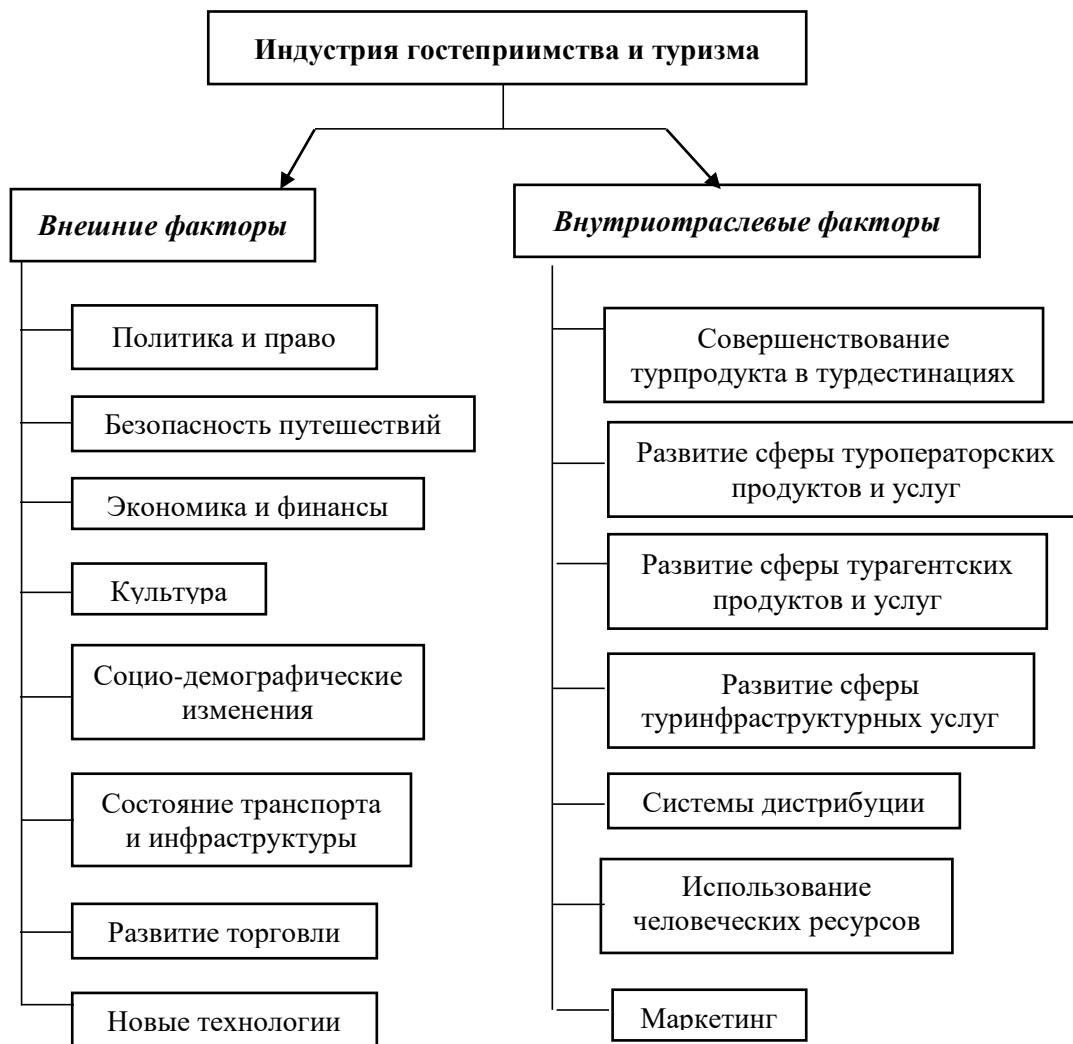 Индустрия гостеприимства и туризма
Внешние факторы
Политика и право
Безопасность путешествий
Экономика и финансы
Культура
Социо-демографические
изменения
Состояние транспорта
и инфраструктуры
Развитие торговли
Новые технологии
Внутриотраслевые факторы
Совершенствование
турпродукта в турдестинациях
Развитие сферы туроператорских
продуктов и услуг
Развитие сферы турагентских
продуктов и услуг
Развитие сферы
туринфраструктурных услуг
Системы дистрибуции
Использование
человеческих ресурсов
Маркетинг